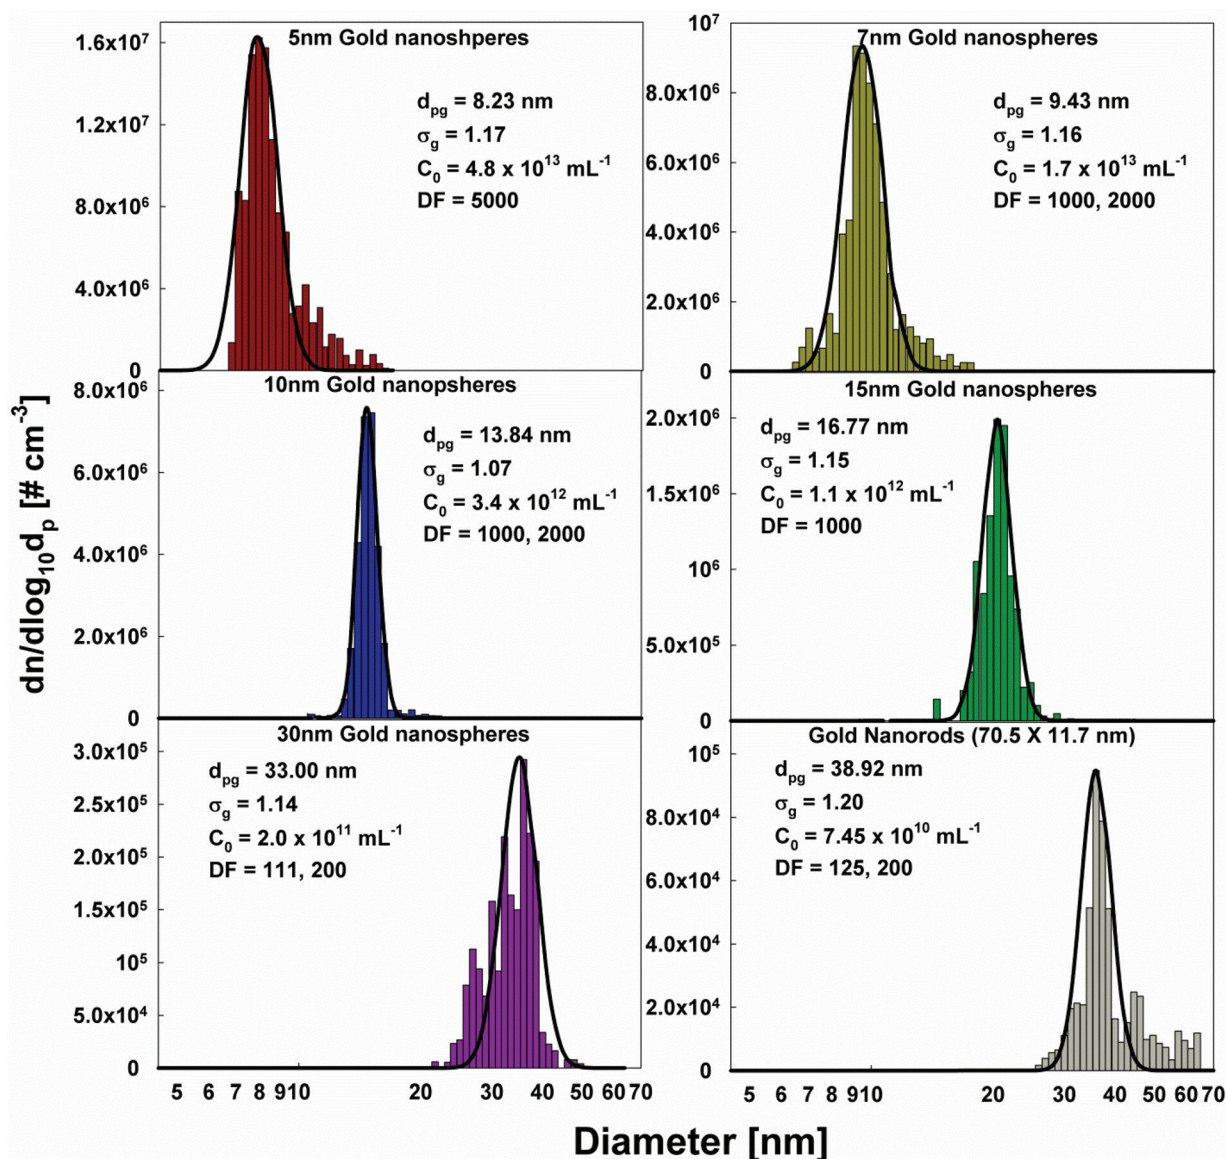 5nm Gold nanoshperes
d_pg = 8.23 nm
σ_g = 1.17
C_0 = 4.8 x 10^13 mL^-1
DF = 5000
1.6x10^7
1.2x10^7
8.0x10^6
4.0x10^6
0
7nm Gold nanospheres
d_pg = 9.43 nm
σ_g = 1.16
C_0 = 1.7 x 10^13 mL^-1
DF = 1000, 2000
10^7
8.0x10^6
6.0x10^6
4.0x10^6
2.0x10^6
0
10nm Gold nanopsheres
d_pg = 13.84 nm
σ_g = 1.07
C_0 = 3.4 x 10^12 mL^-1
DF = 1000, 2000
8.0x10^6
6.0x10^6
4.0x10^6
2.0x10^6
0
15nm Gold nanospheres
d_pg = 16.77 nm
σ_g = 1.15
C_0 = 1.1 x 10^12 mL^-1
DF = 1000
2.0x10^6
1.5x10^6
10^6
5.0x10^5
0
30nm Gold nanospheres
d_pg = 33.00 nm
σ_g = 1.14
C_0 = 2.0 x 10^11 mL^-1
DF = 111, 200
3.0x10^5
2.5x10^5
2.0x10^5
1.5x10^5
10^5
5.0x10^4
0
Gold Nanorods (70.5 X 11.7 nm)
d_pg = 38.92 nm
σ_g = 1.20
C_0 = 7.45 x 10^10 mL^-1
DF = 125, 200
10^5
8.0x10^4
6.0x10^4
4.0x10^4
2.0x10^4
0
5 6 7 8 9 10 20 30 40 50 60 70
5 6 7 8 9 10 20 30 40 50 60 70
dn/dlog_10d_p [# cm^-3]
Diameter [nm]